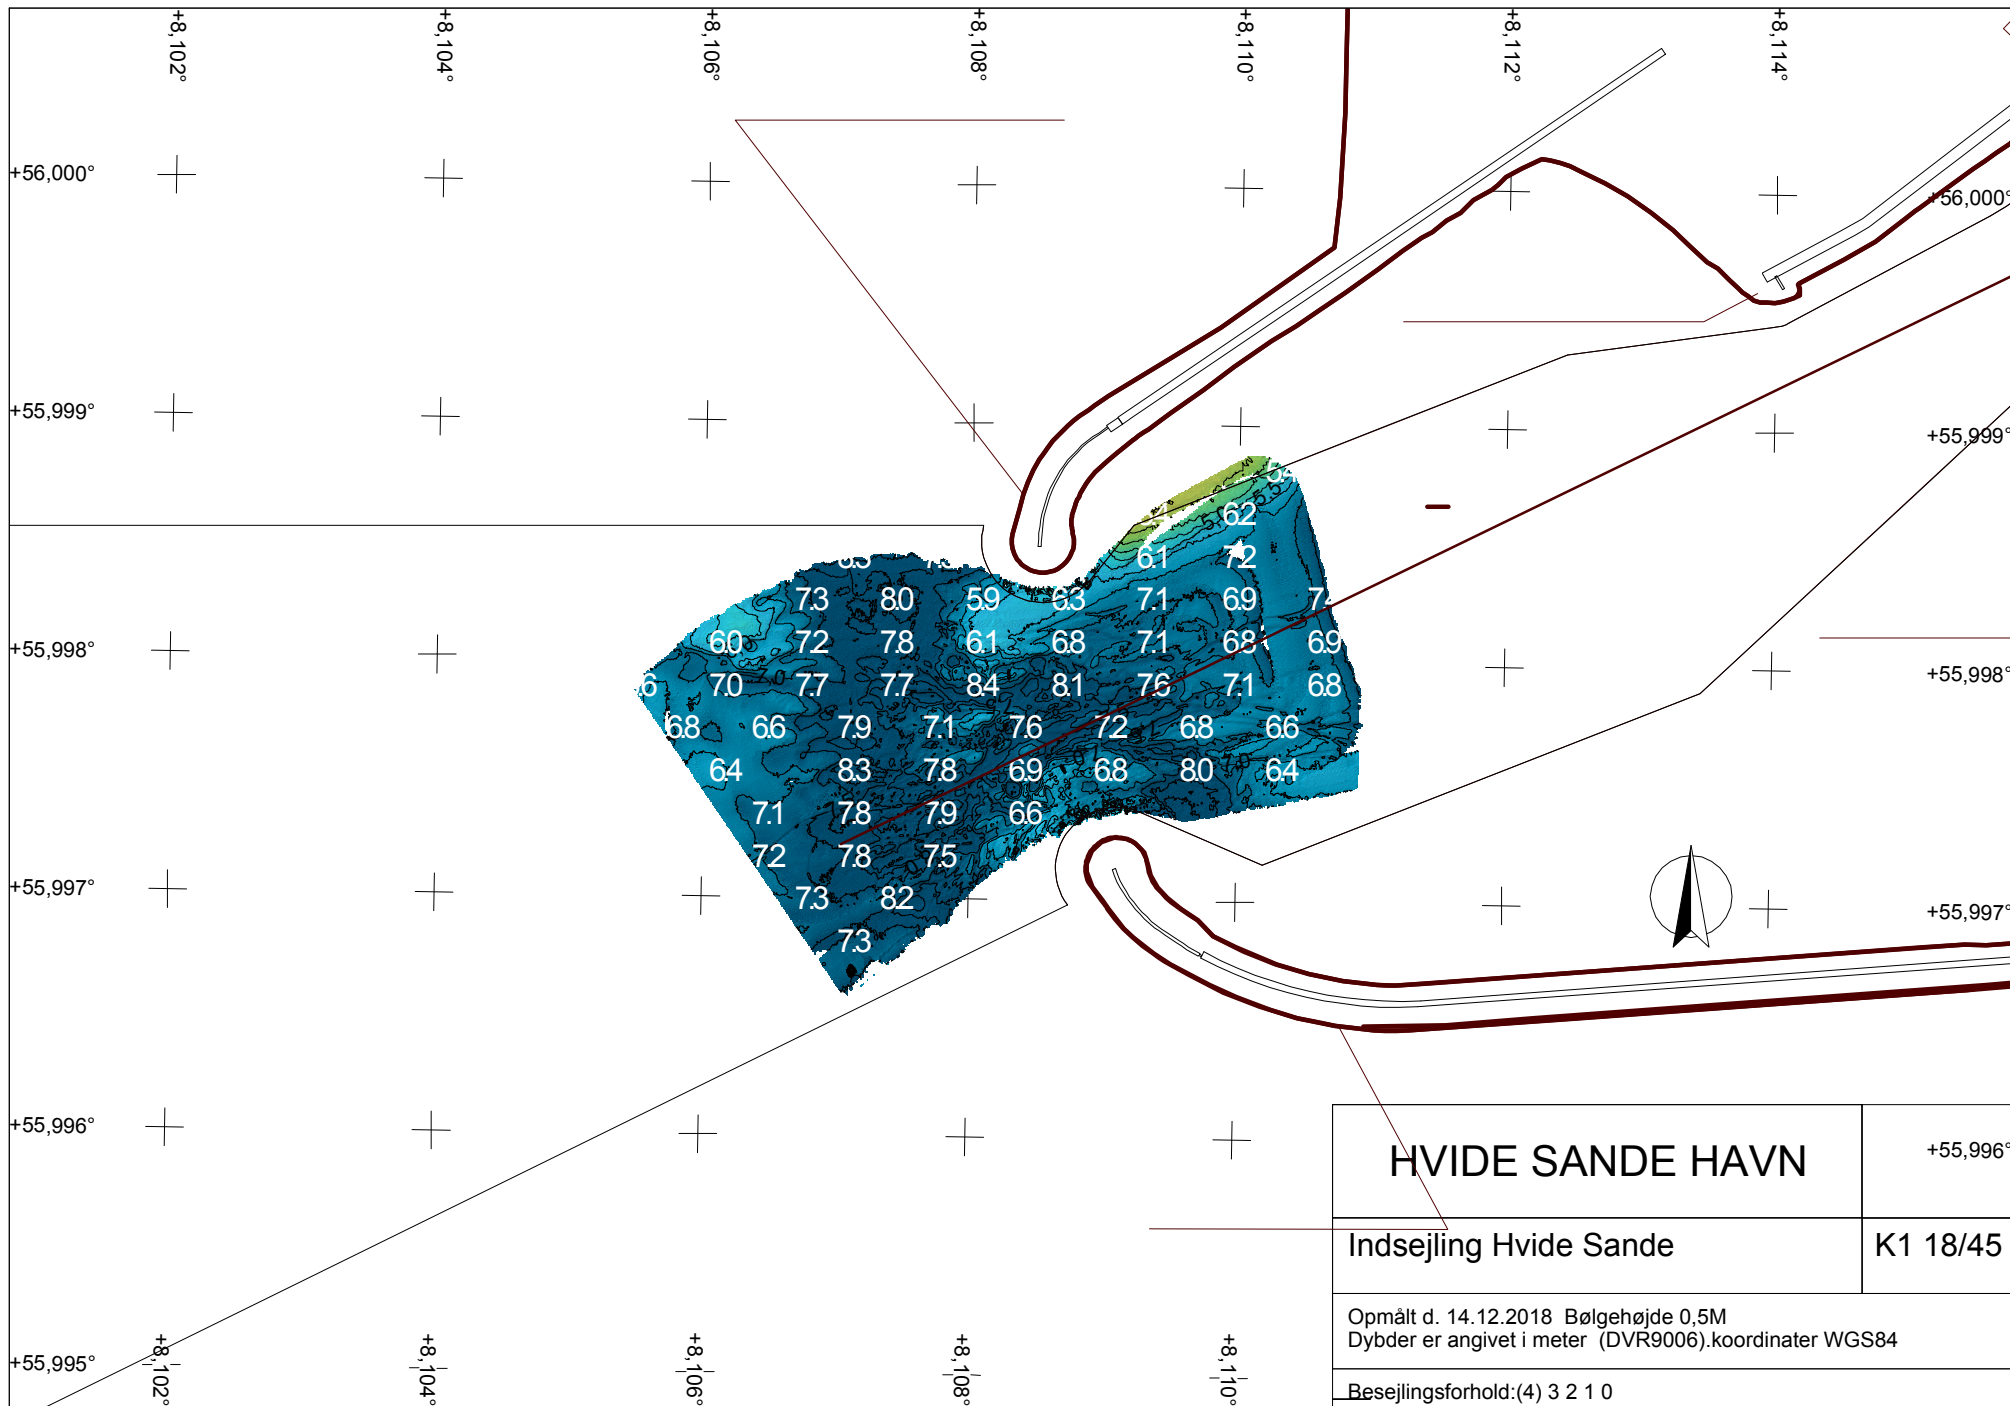 +8,102° +8,104° +8,106° +8,108° +8,110° +8,112° +8,114°
+56,000° +56,000°
+55,999° +55,999°
5.4
6.2
6.1 7.2
7.3 8.0 5.9 6.3 7.1 6.9
+55,998° 6.0 7.2 7.8 6.1 6.8 7.1 6.8 6.9
7.0 7.7 7.7 8.4 8.1 7.6 7.1 6.8 +55,998°
6.8 6.6 7.9 7.1 7.6 7.2 6.8 6.6
6.4 8.3 7.8 6.9 6.8 8.0 6.4
7.1 7.8 7.9 6.6
7.2 7.8 7.5
+55,997° 7.3 8.2 +55,997°
7.3
+55,996° +55,996°
HVIDE SANDE HAVN
Indsejling Hvide Sande K1 18/45
Opmålt d. 14.12.2018 Bølgehøjde 0,5M
Dybder er angivet i meter (DVR9006).koordinater WGS84
Besejlingsforhold:(4) 3 2 1 0
+55,995°
+8,102° +8,104° +8,106° +8,108° +8,110°